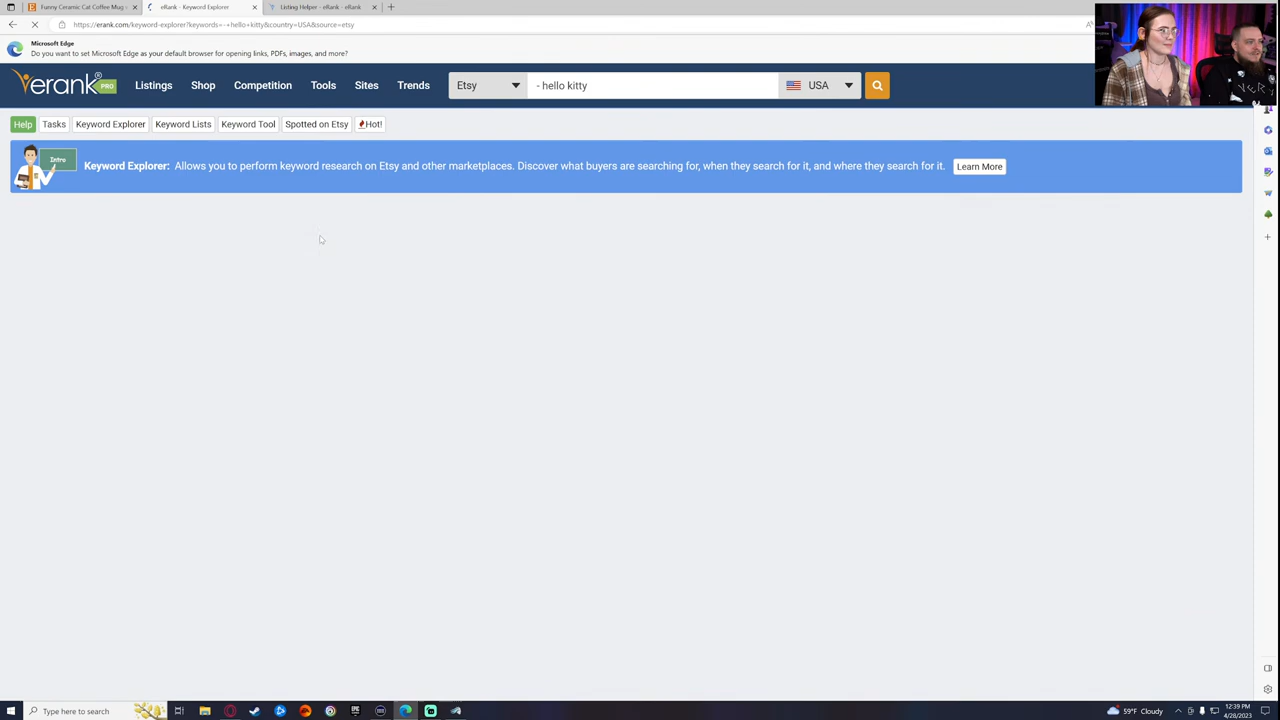 Funny Ceramic Cat Coffee Mug
eRank - Keyword Explorer
Listing Helper - eRank - eRank
https://erank.com/keyword-explorer?keywords=-+hello+kitty&country=USA&source=etsy
Microsoft Edge
Do you want to set Microsoft Edge as your default browser for opening links, PDFs, images, and more?
erank PRO
Listings
Shop
Competition
Tools
Sites
Trends
Etsy
- hello kitty
USA
Help
Tasks
Keyword Explorer
Keyword Lists
Keyword Tool
Spotted on Etsy
Hot!
Intro
Keyword Explorer: Allows you to perform keyword research on Etsy and other marketplaces. Discover what buyers are searching for, when they search for it, and where they search for it.
Learn More
Type here to search
59°F Cloudy
12:39 PM
4/28/2023